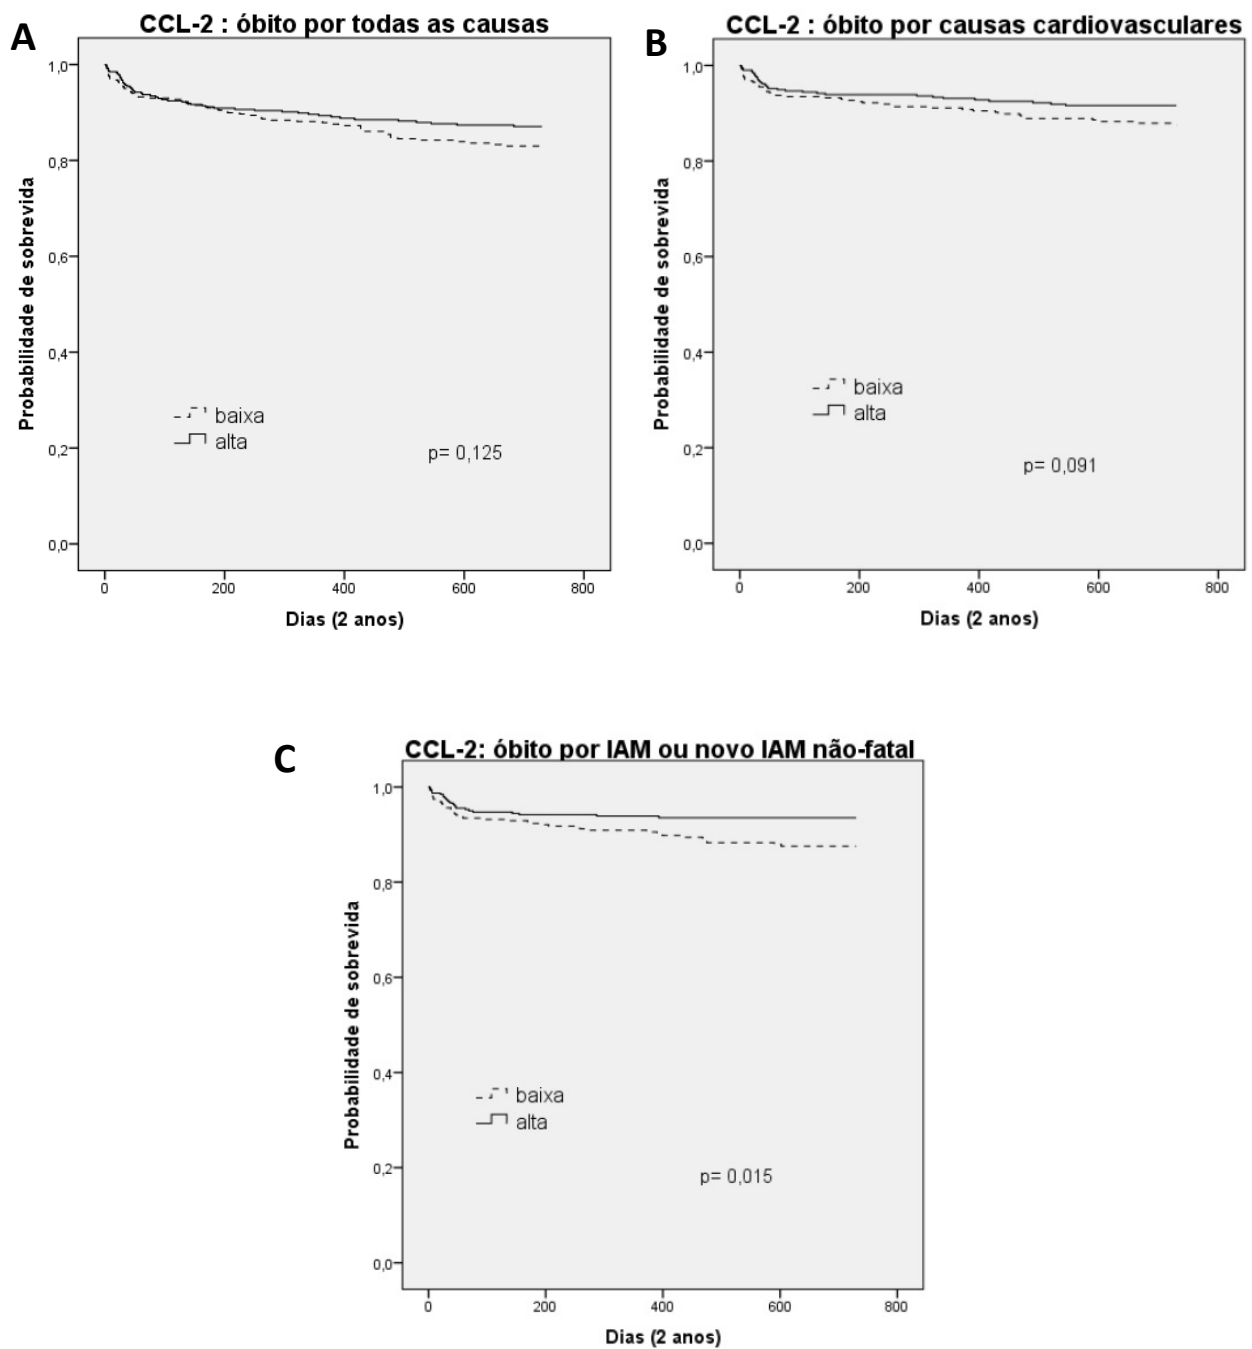 A
CCL-2 : óbito por todas as causas
Probabilidade de sobrevida
1,0
0,8
0,6
0,4
0,2
0,0
baixa
alta
p= 0,125
0 200 400 600 800
Dias (2 anos)
B
CCL-2 : óbito por causas cardiovasculares
Probabilidade de sobrevida
1,0
0,8
0,6
0,4
0,2
0,0
baixa
alta
p= 0,091
0 200 400 600 800
Dias (2 anos)
C
CCL-2: óbito por IAM ou novo IAM não-fatal
Probabilidade de sobrevida
1,0
0,8
0,6
0,4
0,2
0,0
baixa
alta
p= 0,015
0 200 400 600 800
Dias (2 anos)